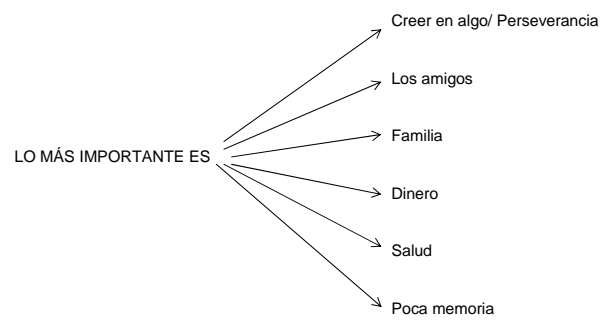 Creer en algo/ Perseverancia
Los amigos
Familia
LO MÁS IMPORTANTE ES
Dinero
Salud
Poca memoria